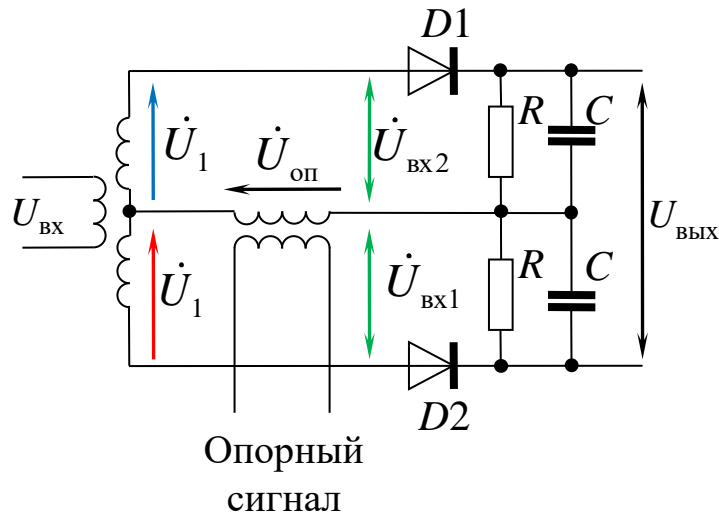 D1
R
C
U̇₁
U̇оп
U̇вх2
Uвх
Uвых
U̇₁
U̇вх1
R
C
D2
Опорный
сигнал